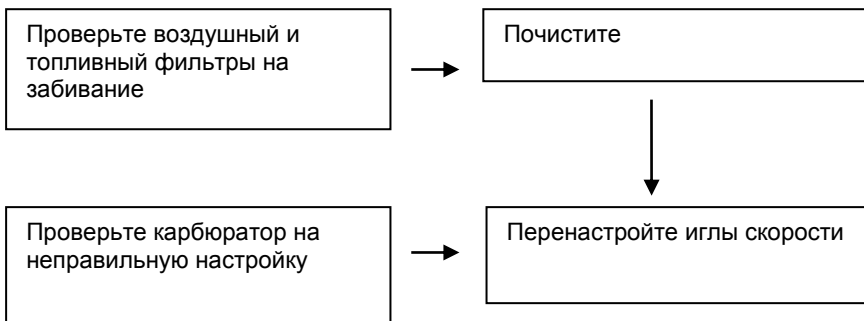 Проверьте воздушный и
топливный фильтры на
забивание
Почистите
Проверьте карбюратор на
неправильную настройку
Перенастройте иглы скорости